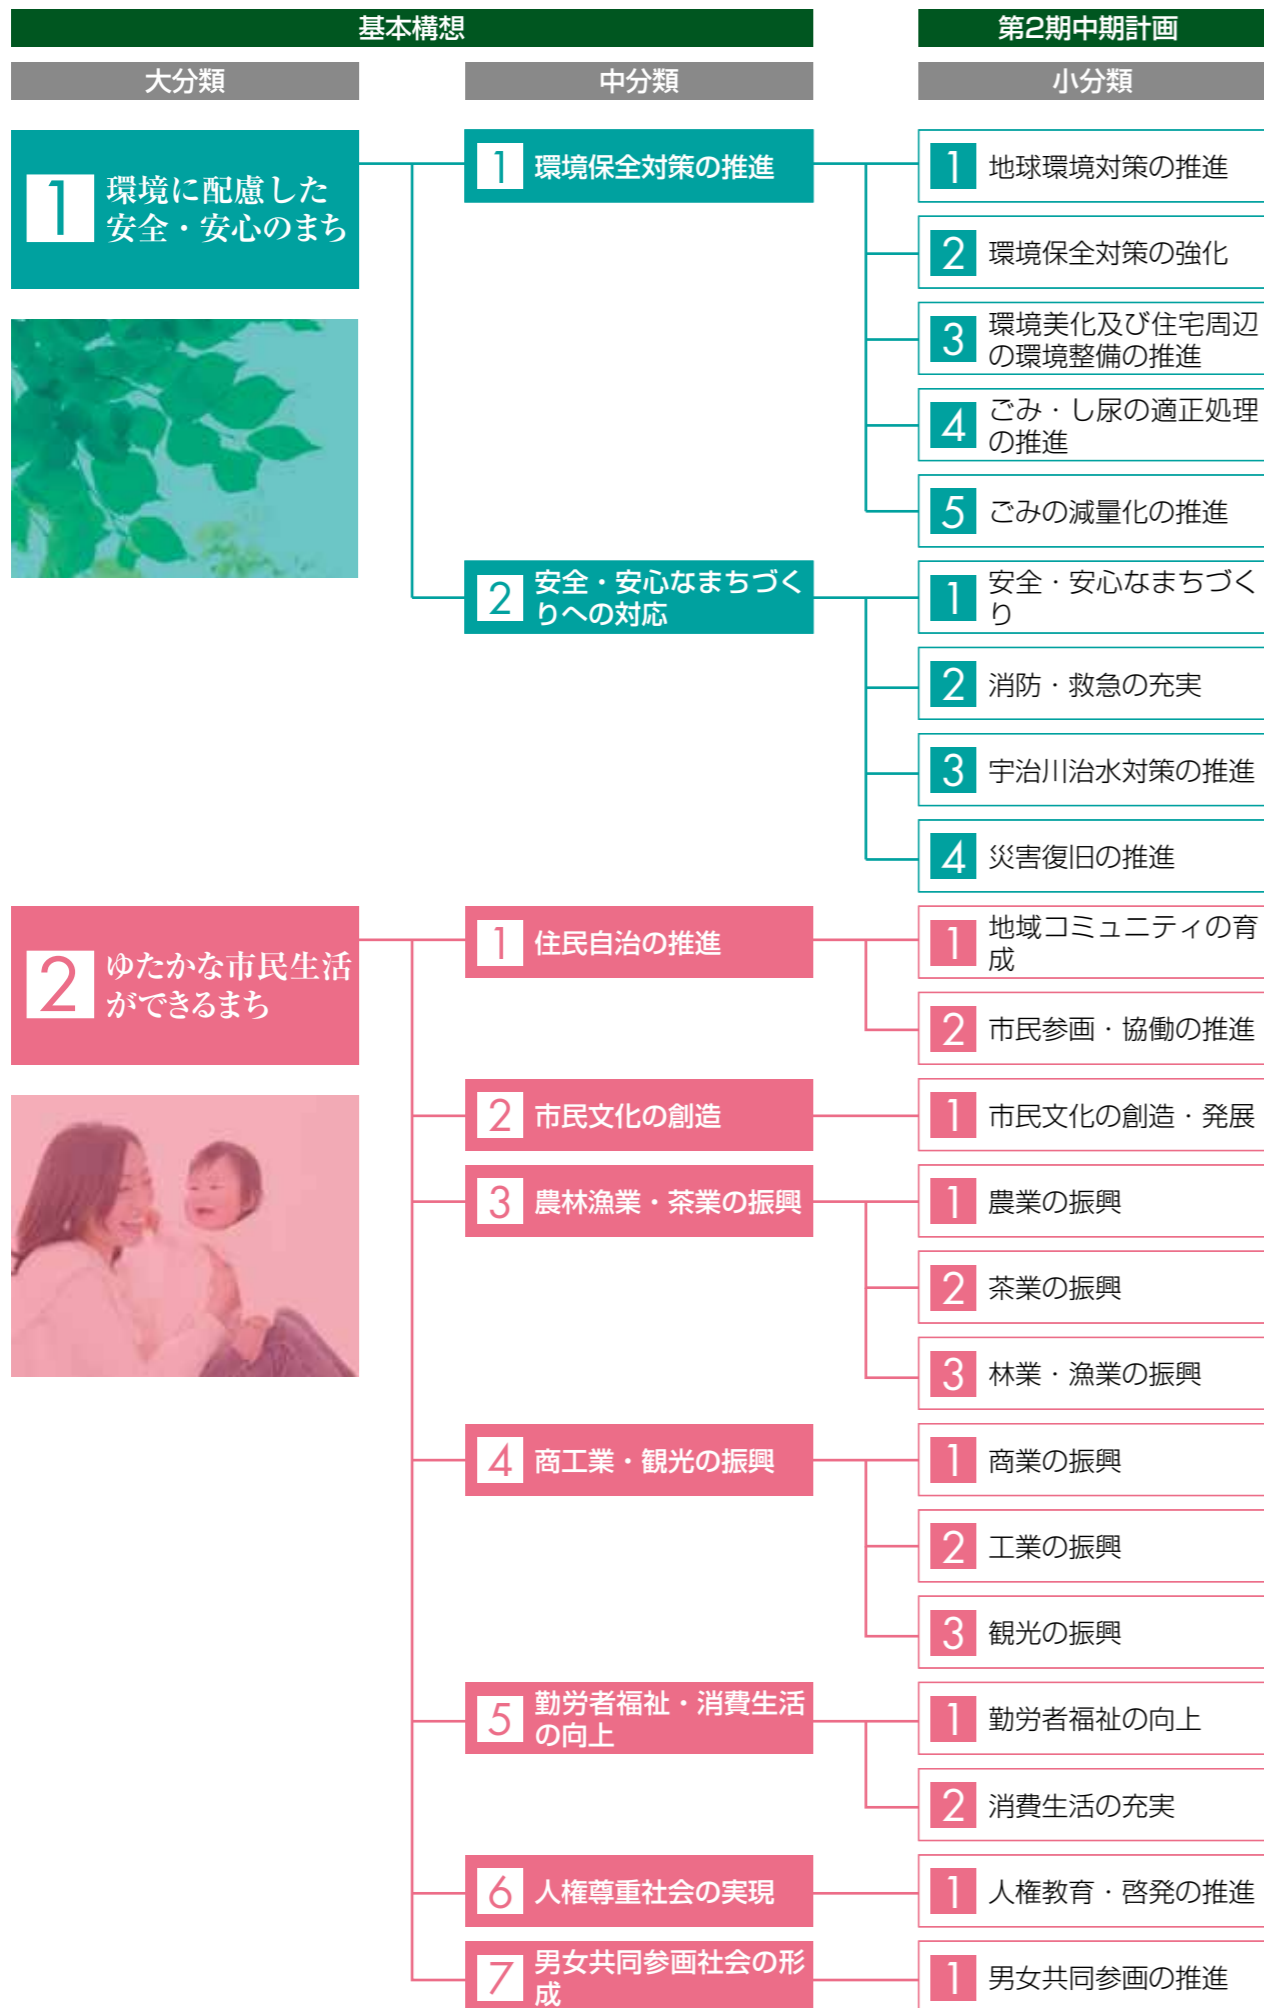 基本構想
第2期中期計画
大分類
中分類
小分類
1
環境に配慮した
安全・安心のまち
1
環境保全対策の推進
1
地球環境対策の推進
2
環境保全対策の強化
3
環境美化及び住宅周辺
の環境整備の推進
4
ごみ・し尿の適正処理
の推進
5
ごみの減量化の推進
2
安全・安心なまちづく
りへの対応
1
安全・安心なまちづく
り
2
消防・救急の充実
3
宇治川治水対策の推進
4
災害復旧の推進
2
ゆたかな市民生活
ができるまち
1
住民自治の推進
1
地域コミュニティの育
成
2
市民参画・協働の推進
2
市民文化の創造
1
市民文化の創造・発展
3
農林漁業・茶業の振興
1
農業の振興
2
茶業の振興
3
林業・漁業の振興
4
商工業・観光の振興
1
商業の振興
2
工業の振興
3
観光の振興
5
勤労者福祉・消費生活
の向上
1
勤労者福祉の向上
2
消費生活の充実
6
人権尊重社会の実現
1
人権教育・啓発の推進
7
男女共同参画社会の形
成
1
男女共同参画の推進